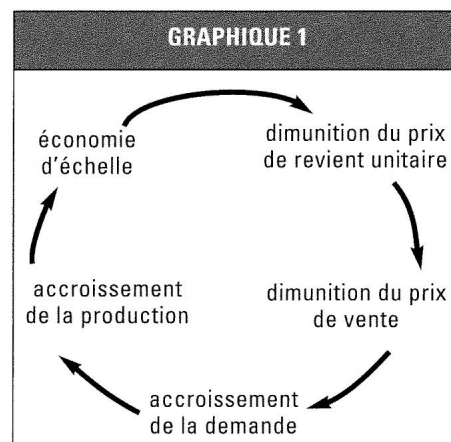 GRAPHIQUE 1
économie
d'échelle
dimunition du prix
de revient unitaire
dimunition du prix
de vente
accroissement
de la demande
accroissement
de la production